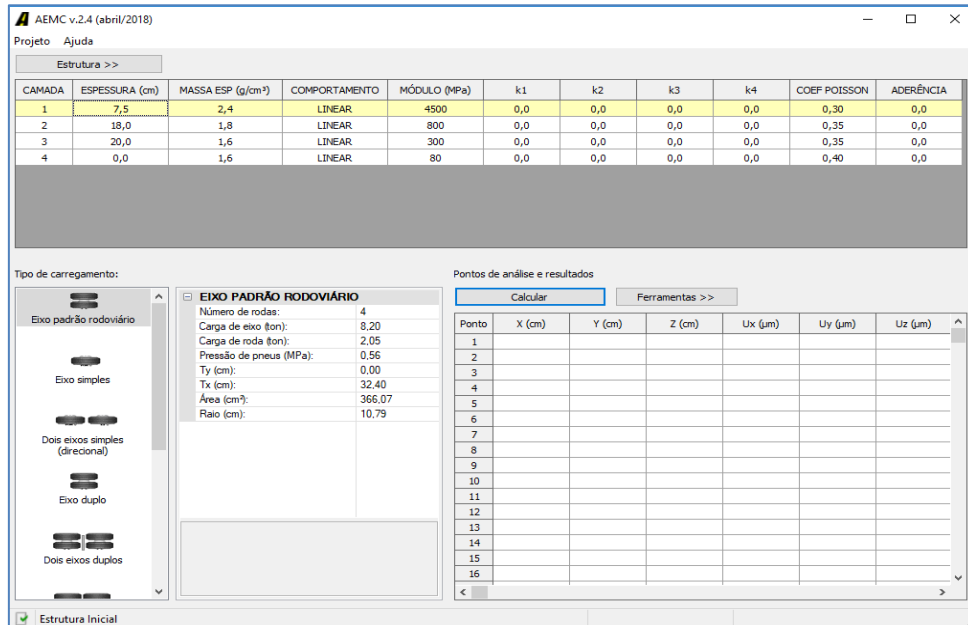 AEMC v.2.4 (abril/2018)
Projeto Ajuda
Estrutura >>
CAMADA ESPESSURA (cm) MASSA ESP (g/cm³) COMPORTAMENTO MÓDULO (MPa) k1 k2 k3 k4 COEF POISSON ADERÊNCIA
1 7,5 2,4 LINEAR 4500 0,0 0,0 0,0 0,0 0,30 0,0
2 18,0 1,8 LINEAR 800 0,0 0,0 0,0 0,0 0,35 0,0
3 20,0 1,6 LINEAR 300 0,0 0,0 0,0 0,0 0,35 0,0
4 0,0 1,6 LINEAR 80 0,0 0,0 0,0 0,0 0,40 0,0
Tipo de carregamento:
Eixo padrão rodoviário
Eixo simples
Dois eixos simples
(direcional)
Eixo duplo
Dois eixos duplos
EIXO PADRÃO RODOVIÁRIO
Número de rodas: 4
Carga de eixo (ton): 8,20
Carga de roda (ton): 2,05
Pressão de pneus (MPa): 0,56
Ty (cm): 0,00
Tx (cm): 32,40
Área (cm²): 366,07
Raio (cm): 10,79
Pontos de análise e resultados
Calcular Ferramentas >>
Ponto X (cm) Y (cm) Z (cm) Ux (µm) Uy (µm) Uz (µm)
1
2
3
4
5
6
7
8
9
10
11
12
13
14
15
16
Estrutura Inicial